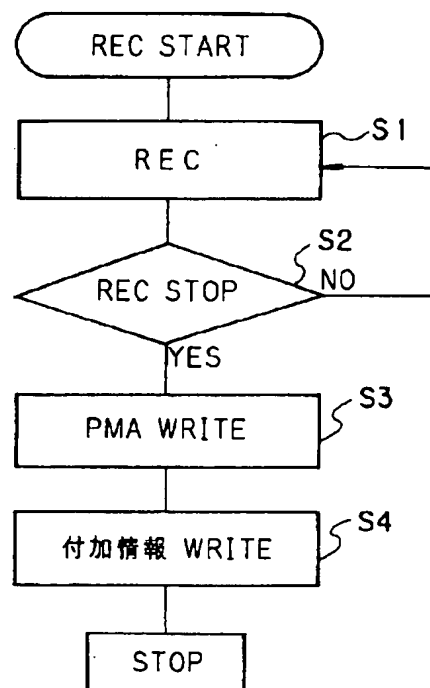 REC START
S1
REC
S2
REC STOP
NO
YES
S3
PMA WRITE
S4
付加情報 WRITE
STOP